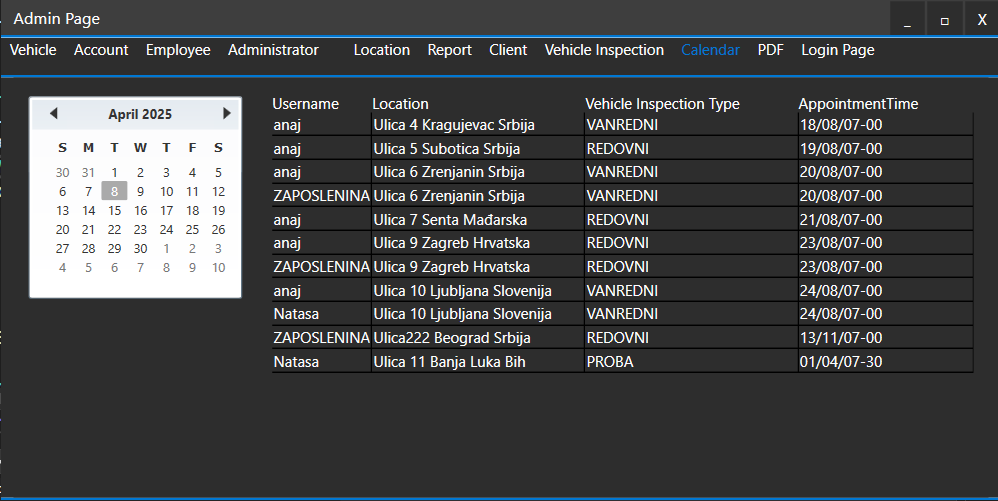 Admin Page
Vehicle Account Employee Administrator Location Report Client Vehicle Inspection Calendar PDF Login Page
April 2025
S M T W T F S
30 31 1 2 3 4 5
6 7 8 9 10 11 12
13 14 15 16 17 18 19
20 21 22 23 24 25 26
27 28 29 30 1 2 3
4 5 6 7 8 9 10
Username Location Vehicle Inspection Type AppointmentTime
anaj Ulica 4 Kragujevac Srbija VANREDNI 18/08/07-00
anaj Ulica 5 Subotica Srbija REDOVNI 19/08/07-00
anaj Ulica 6 Zrenjanin Srbija VANREDNI 20/08/07-00
ZAPOSLENINA Ulica 6 Zrenjanin Srbija VANREDNI 20/08/07-00
anaj Ulica 7 Senta Mađarska REDOVNI 21/08/07-00
anaj Ulica 9 Zagreb Hrvatska REDOVNI 23/08/07-00
ZAPOSLENINA Ulica 9 Zagreb Hrvatska REDOVNI 23/08/07-00
anaj Ulica 10 Ljubljana Slovenija VANREDNI 24/08/07-00
Natasa Ulica 10 Ljubljana Slovenija VANREDNI 24/08/07-00
ZAPOSLENINA Ulica222 Beograd Srbija REDOVNI 13/11/07-00
Natasa Ulica 11 Banja Luka Bih PROBA 01/04/07-30